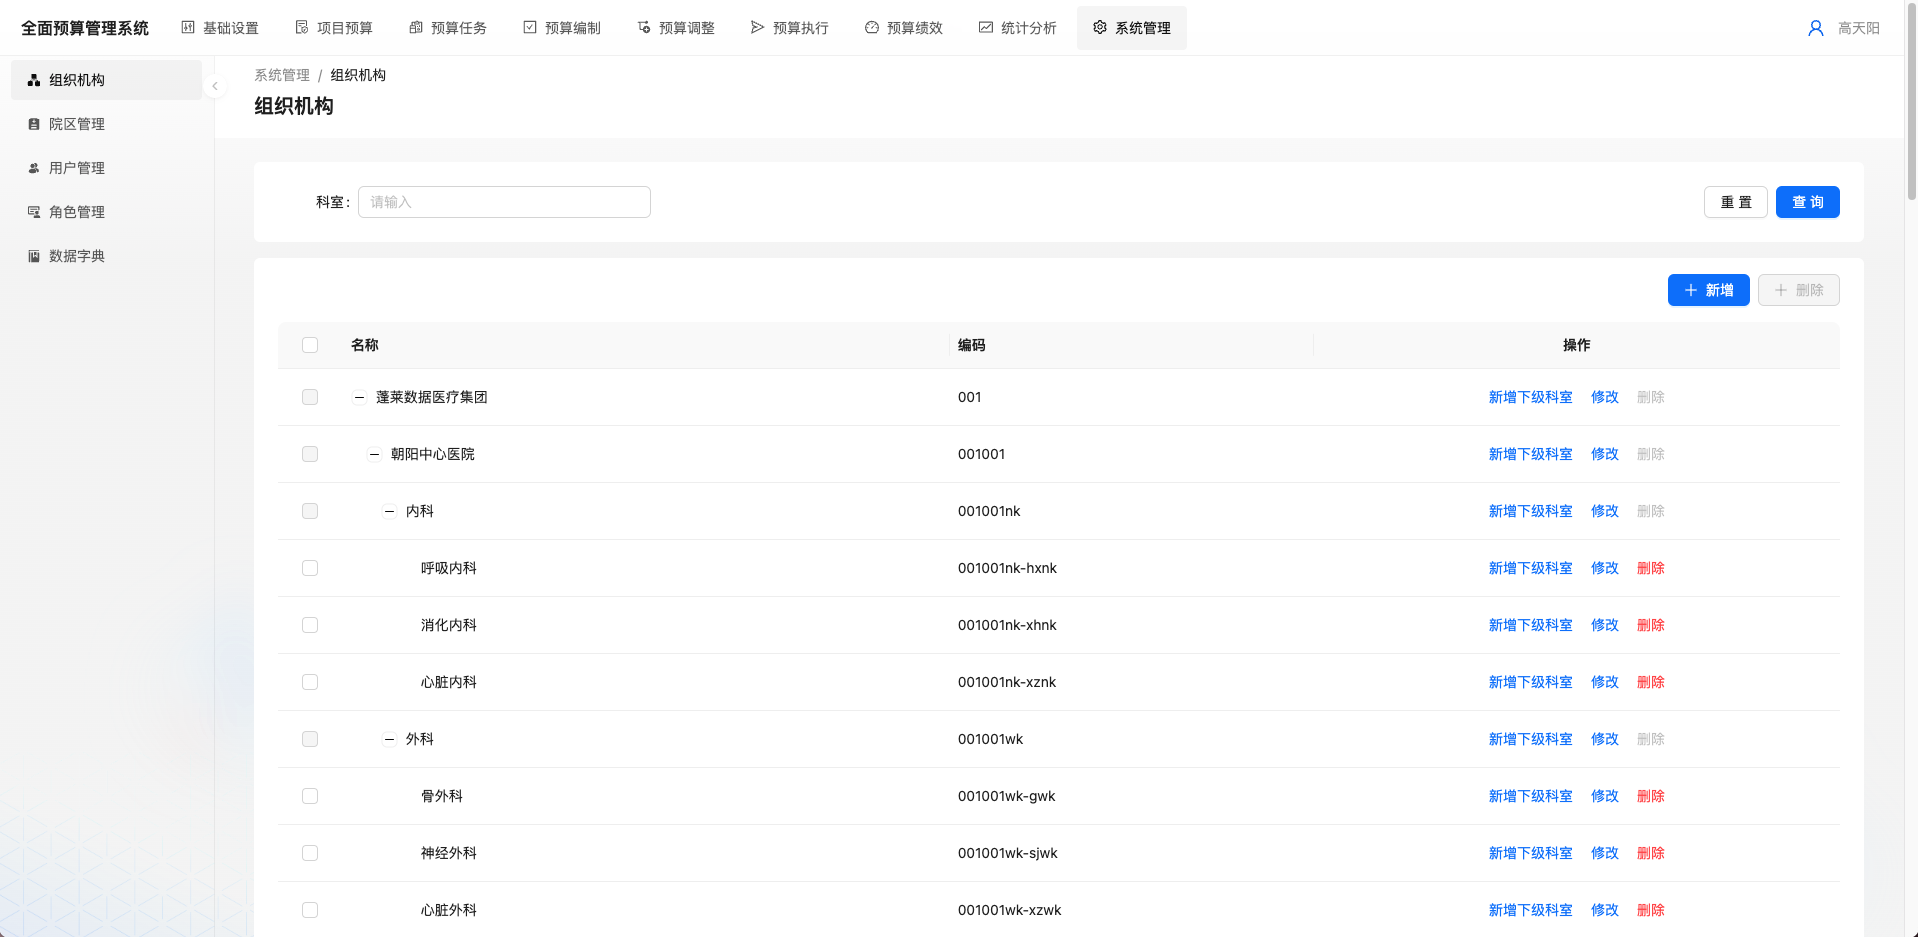 全面预算管理系统 基础设置 项目预算 预算任务 预算编制 预算调整 预算执行 预算绩效 统计分析 系统管理 高天阳
组织机构
院区管理
用户管理
角色管理
数据字典
系统管理 / 组织机构
组织机构
科室: 请输入 重 置 查 询
新增 删除
名称 编码 操作
蓬莱数据医疗集团 001 新增下级科室 修改 删除
朝阳中心医院 001001 新增下级科室 修改 删除
内科 001001nk 新增下级科室 修改 删除
呼吸内科 001001nk-hxnk 新增下级科室 修改 删除
消化内科 001001nk-xhnk 新增下级科室 修改 删除
心脏内科 001001nk-xznk 新增下级科室 修改 删除
外科 001001wk 新增下级科室 修改 删除
骨外科 001001wk-gwk 新增下级科室 修改 删除
神经外科 001001wk-sjwk 新增下级科室 修改 删除
心脏外科 001001wk-xzwk 新增下级科室 修改 删除